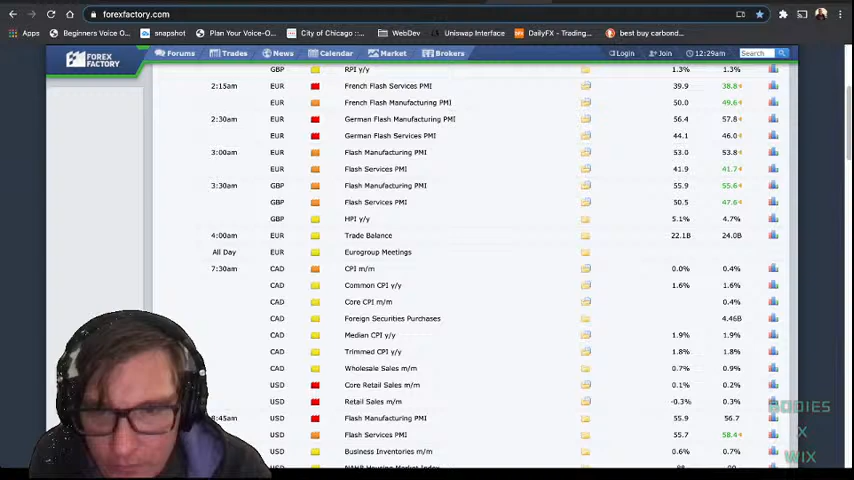 forexfactory.com
Apps Beginners Voice O... snapshot Plan Your Voice-O... City of Chicago :... WebDev Uniswap Interface DailyFX - Trading... best buy carbond...
FOREX FACTORY Forums Trades News Calendar Market Brokers Login Join 12:29am Search
GBP RPI y/y 1.3% 1.3%
2:15am EUR French Flash Services PMI 39.9 38.8
EUR French Flash Manufacturing PMI 50.0 49.6
2:30am EUR German Flash Manufacturing PMI 56.4 57.8
EUR German Flash Services PMI 44.1 46.0
3:00am EUR Flash Manufacturing PMI 53.0 53.8
EUR Flash Services PMI 41.9 41.7
3:30am GBP Flash Manufacturing PMI 55.9 55.6
GBP Flash Services PMI 50.5 47.6
GBP HPI y/y 5.1% 4.7%
4:00am EUR Trade Balance 22.1B 24.0B
All Day EUR Eurogroup Meetings
7:30am CAD CPI m/m 0.0% 0.4%
CAD Common CPI y/y 1.6% 1.6%
CAD Core CPI m/m 0.4%
CAD Foreign Securities Purchases 4.46B
CAD Median CPI y/y 1.9% 1.9%
CAD Trimmed CPI y/y 1.8% 1.8%
CAD Wholesale Sales m/m 0.7% 0.9%
USD Core Retail Sales m/m 0.1% 0.2%
USD Retail Sales m/m -0.3% 0.3%
8:45am USD Flash Manufacturing PMI 55.9 56.7
USD Flash Services PMI 55.7 58.4
USD Business Inventories m/m 0.6% 0.7%
USD NAHB Housing Market Index
BODIES
X
WIX